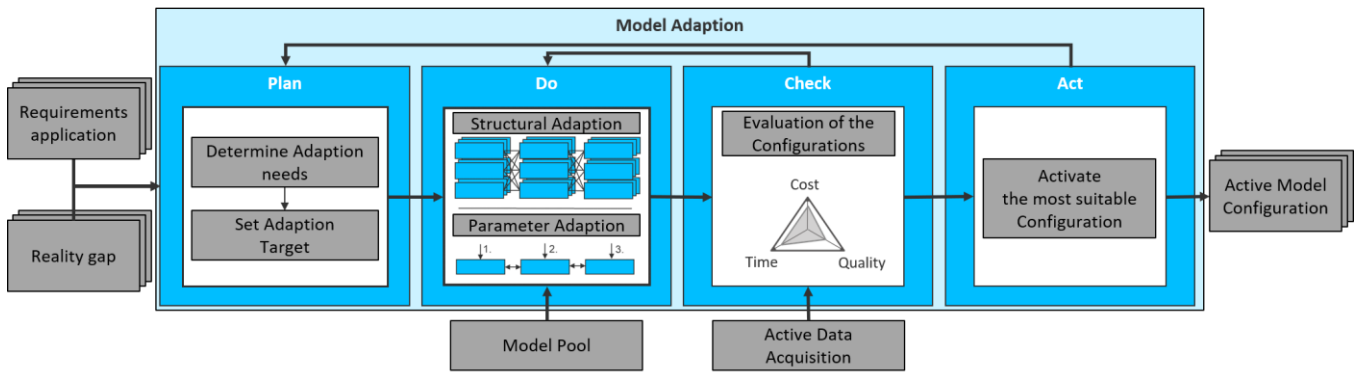 Model Adaption
Requirements
application
Reality gap
Plan
Determine Adaption
needs
Set Adaption
Target
Do
Structural Adaption
Parameter Adaption
1.
2.
3.
Model Pool
Check
Evaluation of the
Configurations
Cost
Time
Quality
Active Data
Acquisition
Act
Activate
the most suitable
Configuration
Active Model
Configuration